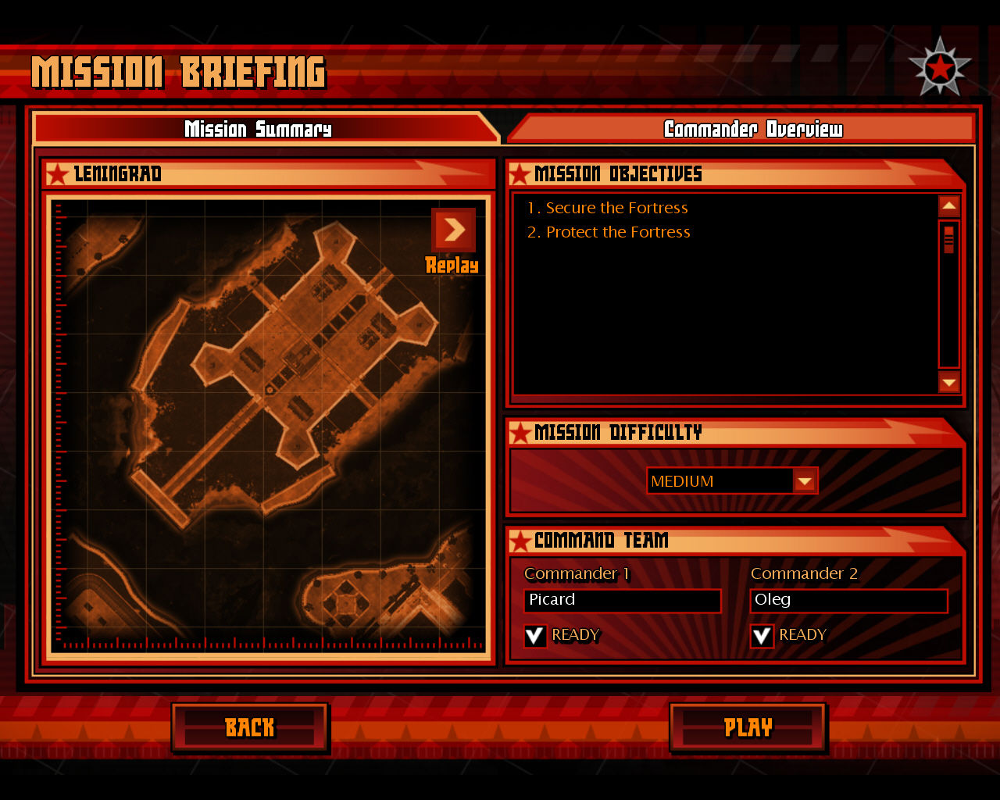 MISSION BRIEFING
Mission Summary
Commander Overview
LENINGRAD
Replay
MISSION OBJECTIVES
1. Secure the Fortress
2. Protect the Fortress
MISSION DIFFICULTY
MEDIUM
COMMAND TEAM
Commander 1
Commander 2
Picard
Oleg
READY
READY
BACK
PLAY